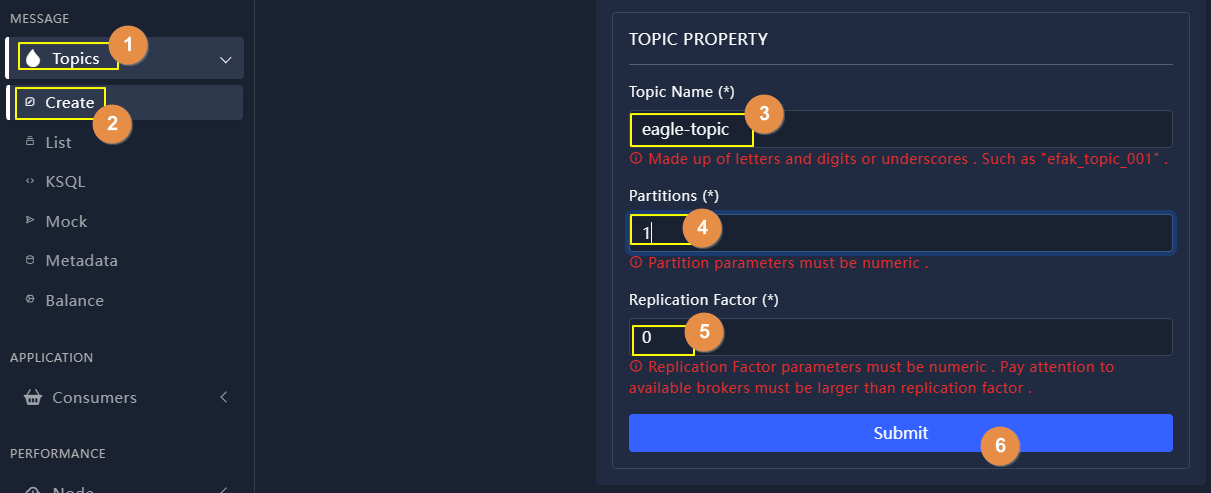 MESSAGE
Topics
1
Create
2
List
KSQL
Mock
Metadata
Balance
APPLICATION
Consumers
PERFORMANCE
Node
TOPIC PROPERTY
Topic Name (*)
eagle-topic
3
Made up of letters and digits or underscores . Such as "efak_topic_001" .
Partitions (*)
1
4
Partition parameters must be numeric .
Replication Factor (*)
0
5
Replication Factor parameters must be numeric . Pay attention to
available brokers must be larger than replication factor .
Submit
6